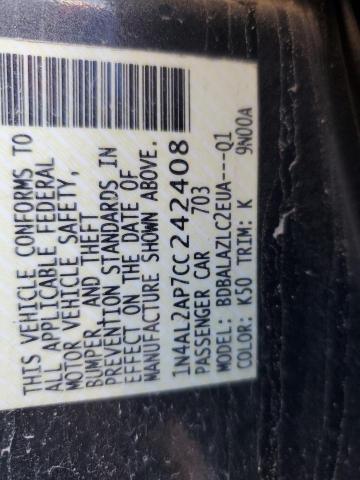 THIS VEHICLE CONFORMS TO
ALL APPLICABLE FEDERAL
MOTOR VEHICLE SAFETY,
BUMPER, AND THEFT
PREVENTION STANDARDS IN
EFFECT ON THE DATE OF
MANUFACTURE SHOWN ABOVE.
1N4AL2AP7CC242408
PASSENGER CAR 703
MODEL: BDBALAZLC2EUA---Q1
COLOR: K50 TRIM: K 9N00A